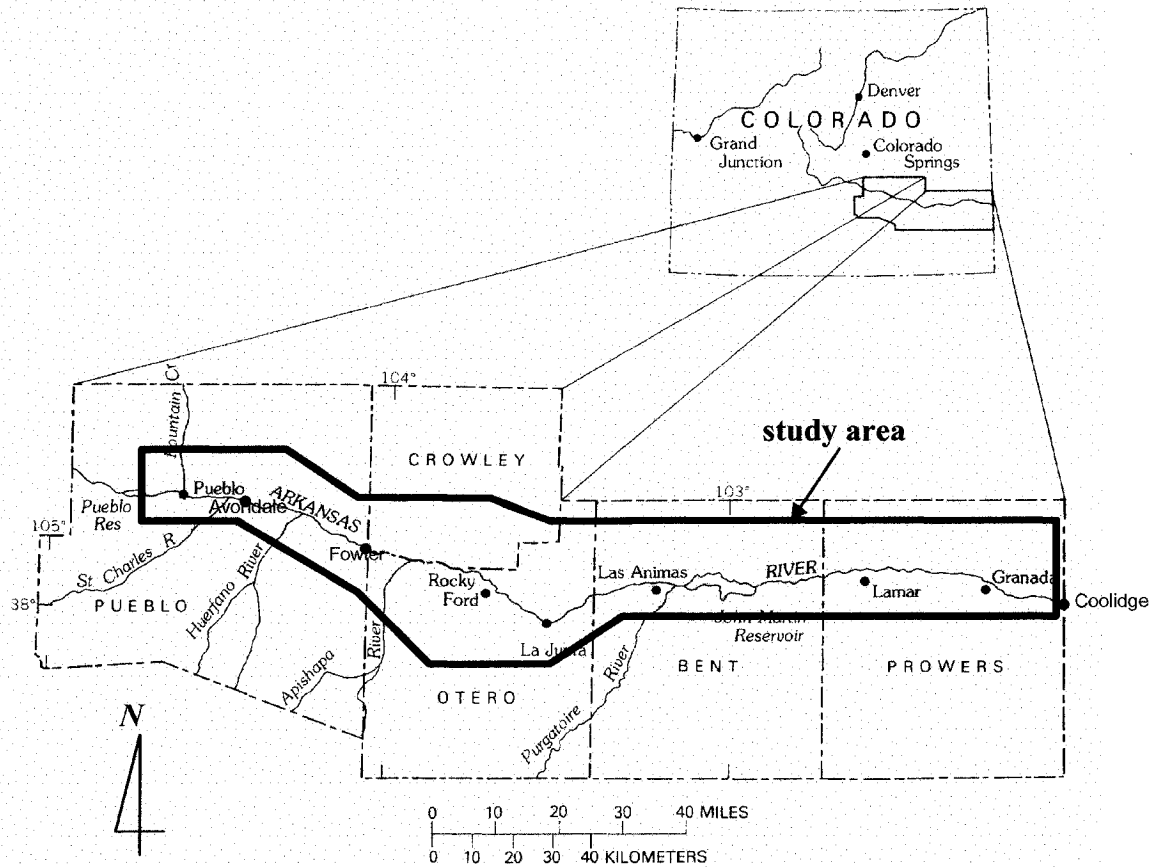 Denver
COLORADO
Grand
Junction
Colorado
Springs
104°
study area
CROWLEY
Mountain Cr
Pueblo
Avondale
ARKANSAS
Pueblo
Res
105°
St Charles R
Fowler
38°
PUEBLO
Huerfano River
Apishapa River
Rocky
Ford
La Junta
OTERO
103°
Las Animas
RIVER
Lamar
Granada
Coolidge
John Martin
Reservoir
Purgatoire River
BENT
PROWERS
N
0 10 20 30 40 MILES
0 10 20 30 40 KILOMETERS